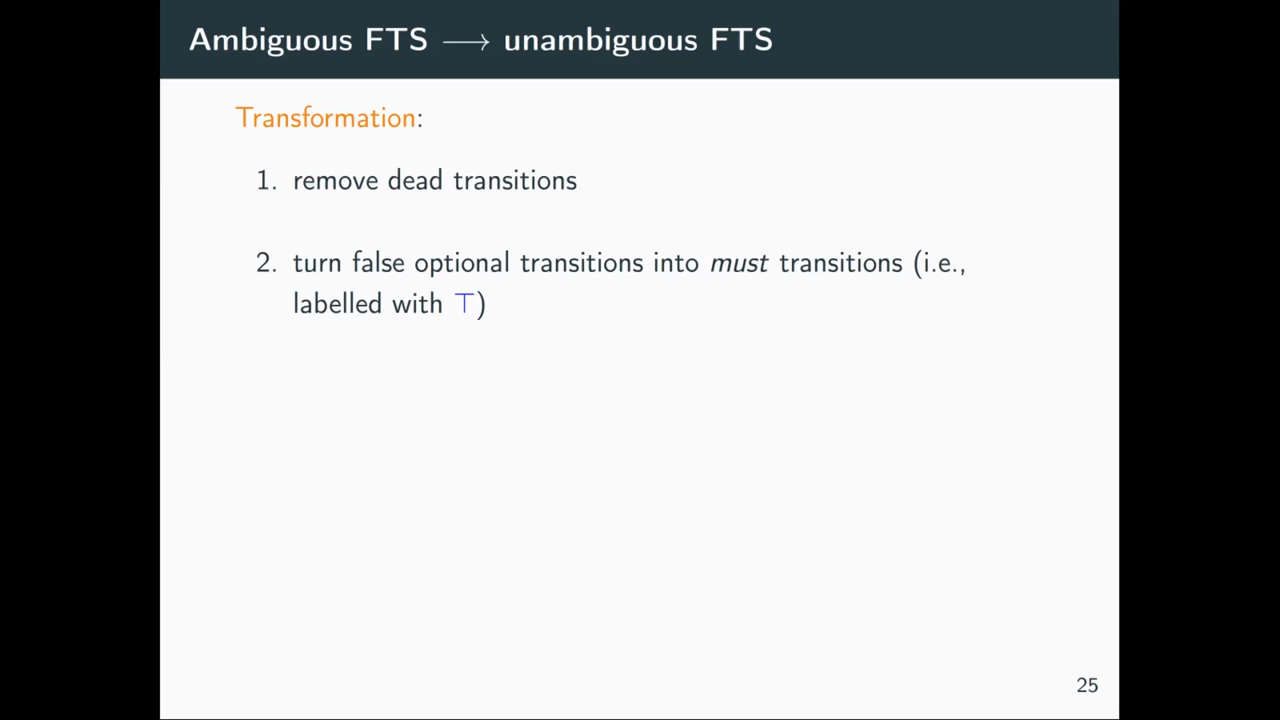 Ambiguous FTS ⟶ unambiguous FTS
Transformation:
1. remove dead transitions
2. turn false optional transitions into must transitions (i.e.,
labelled with ⊤)
25